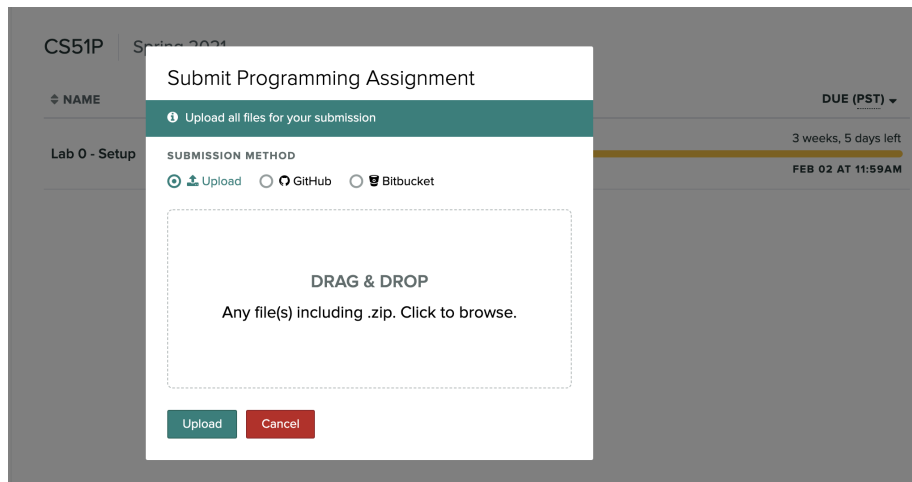 CS51P Spring 2021
Submit Programming Assignment
NAME
DUE (PST)
Upload all files for your submission
3 weeks, 5 days left
Lab 0 - Setup
SUBMISSION METHOD
FEB 02 AT 11:59AM
Upload GitHub Bitbucket
DRAG & DROP
Any file(s) including .zip. Click to browse.
Upload Cancel